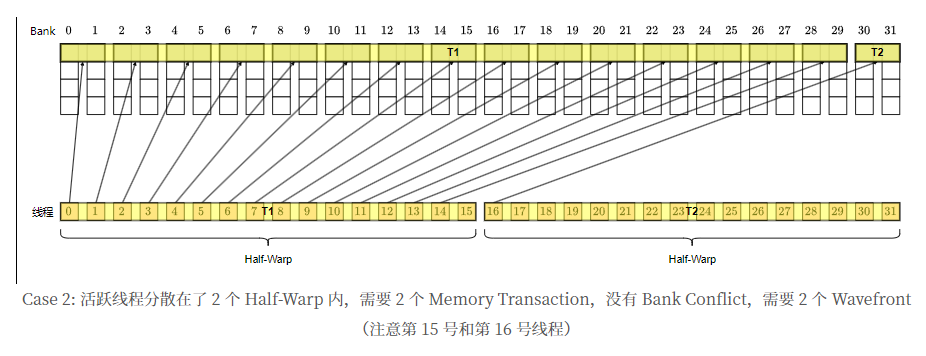 Bank 0 1 2 3 4 5 6 7 8 9 10 11 12 13 14 15 16 17 18 19 20 21 22 23 24 25 26 27 28 29 30 31
T1 T2
线程 0 1 2 3 4 5 6 7 T1 8 9 10 11 12 13 14 15 16 17 18 19 20 21 22 23 T2 24 25 26 27 28 29 30 31
Half-Warp Half-Warp
Case 2: 活跃线程分散在了 2 个 Half-Warp 内，需要 2 个 Memory Transaction，没有 Bank Conflict，需要 2 个 Wavefront
（注意第 15 号和第 16 号线程）